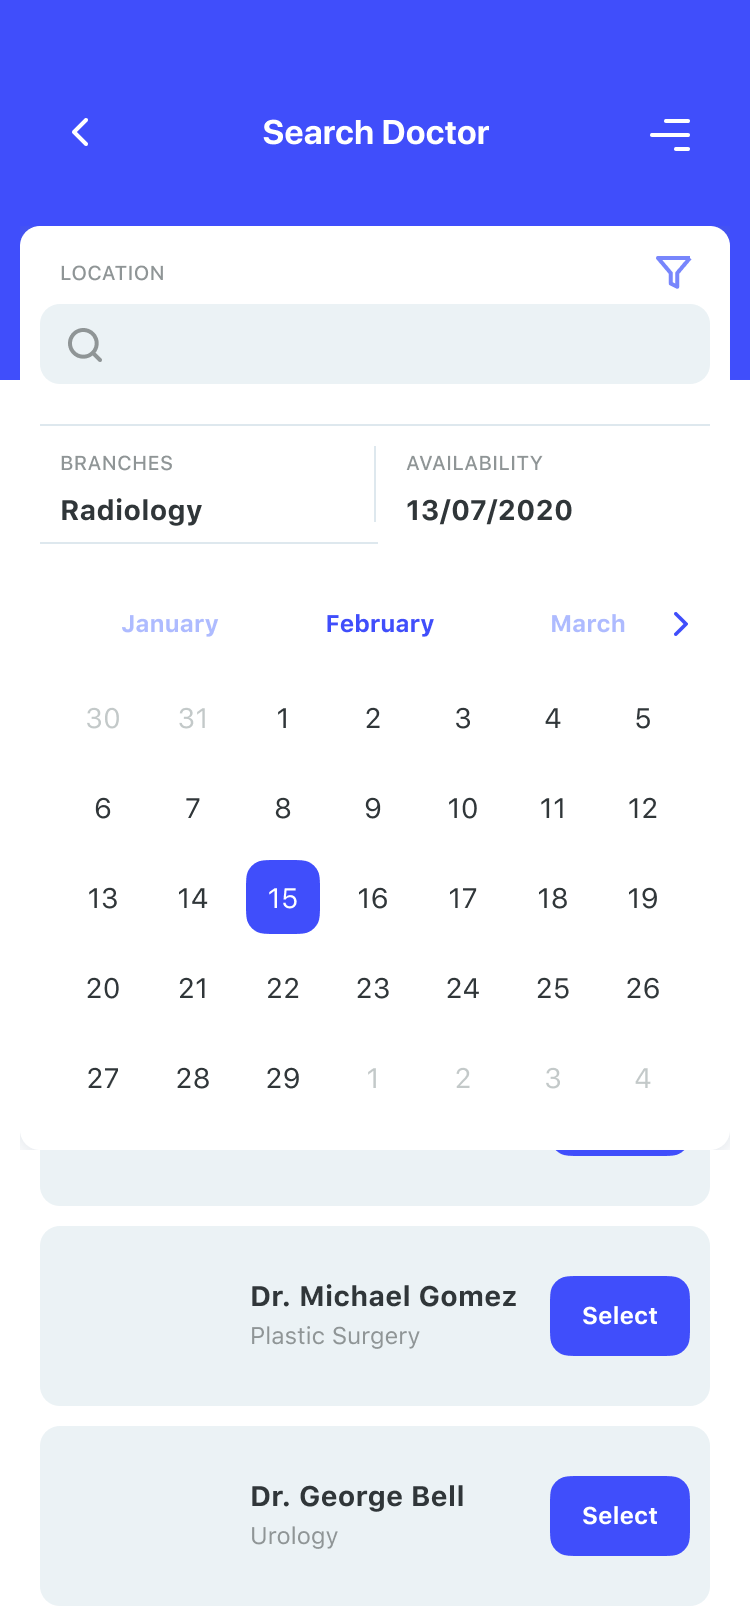 Search Doctor
LOCATION
BRANCHES
Radiology
AVAILABILITY
13/07/2020
January February March
30 31 1 2 3 4 5
6 7 8 9 10 11 12
13 14 15 16 17 18 19
20 21 22 23 24 25 26
27 28 29 1 2 3 4
Dr. Michael Gomez
Plastic Surgery
Select
Dr. George Bell
Urology
Select